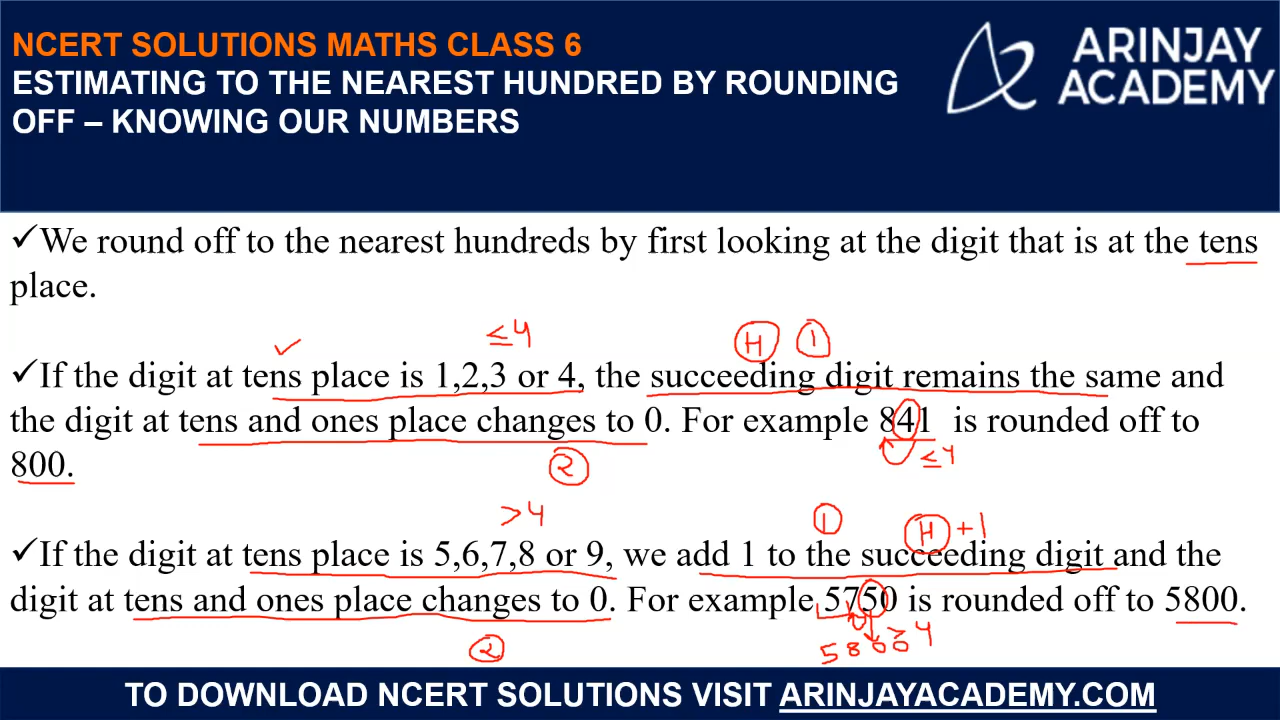 NCERT SOLUTIONS MATHS CLASS 6
ESTIMATING TO THE NEAREST HUNDRED BY ROUNDING
OFF – KNOWING OUR NUMBERS
ARINJAY
ACADEMY
✓We round off to the nearest hundreds by first looking at the digit that is at the tens
place.
≤4 H 1
✓If the digit at tens place is 1,2,3 or 4, the succeeding digit remains the same and
the digit at tens and ones place changes to 0. For example 841 is rounded off to
800.
2 ≤4
>4 1 H +1
✓If the digit at tens place is 5,6,7,8 or 9, we add 1 to the succeeding digit and the
digit at tens and ones place changes to 0. For example 5750 is rounded off to 5800.
2 5800 >4
TO DOWNLOAD NCERT SOLUTIONS VISIT ARINJAYACADEMY.COM